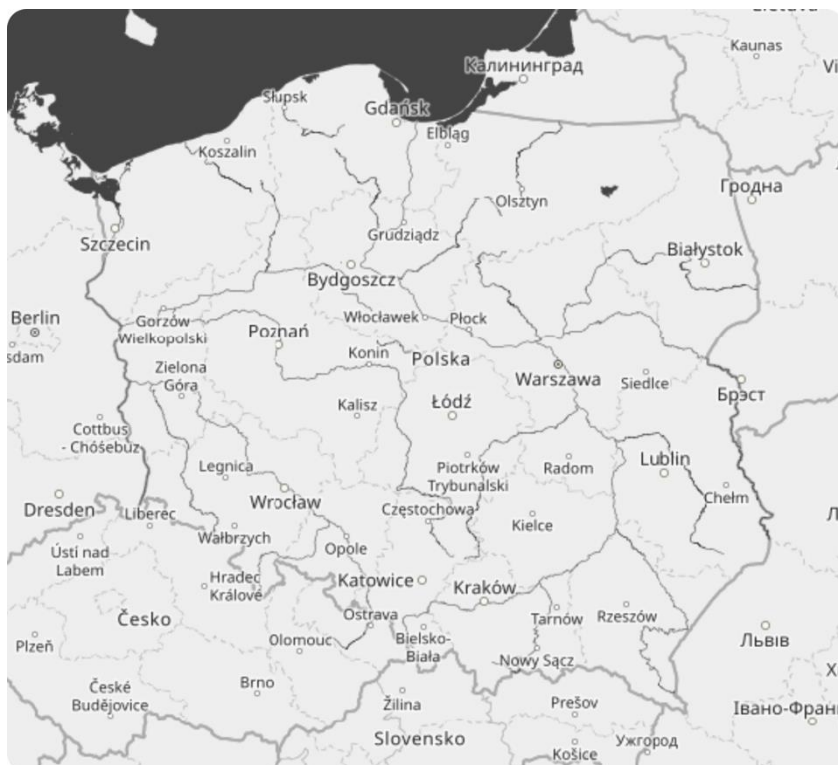 Kaunas
Калининград
Słupsk
Gdańsk
Elbląg
Koszalin
Гродна
Olsztyn
Grudziądz
Szczecin
Białystok
Bydgoszcz
Berlin
Włocławek
Płock
Gorzów
Wielkopolski
Poznań
sdam
Konin
Polska
Zielona
Góra
Warszawa
Siedlce
Брэст
Kalisz
Łódź
Cottbus
- Chóśebuz
Legnica
Piotrków
Trybunalski
Radom
Lublin
Wrocław
Chełm
Dresden
Liberec
Częstochowa
Kielce
Wałbrzych
Ústí nad
Labem
Opole
Hradec
Králové
Katowice
Kraków
Česko
Ostrava
Tarnów
Rzeszów
Plzeň
Olomouc
Bielsko-
Biała
Львів
Nowy Sącz
Brno
České
Budějovice
Žilina
Prešov
Івано-Фран
Slovensko
Košice
Ужгород